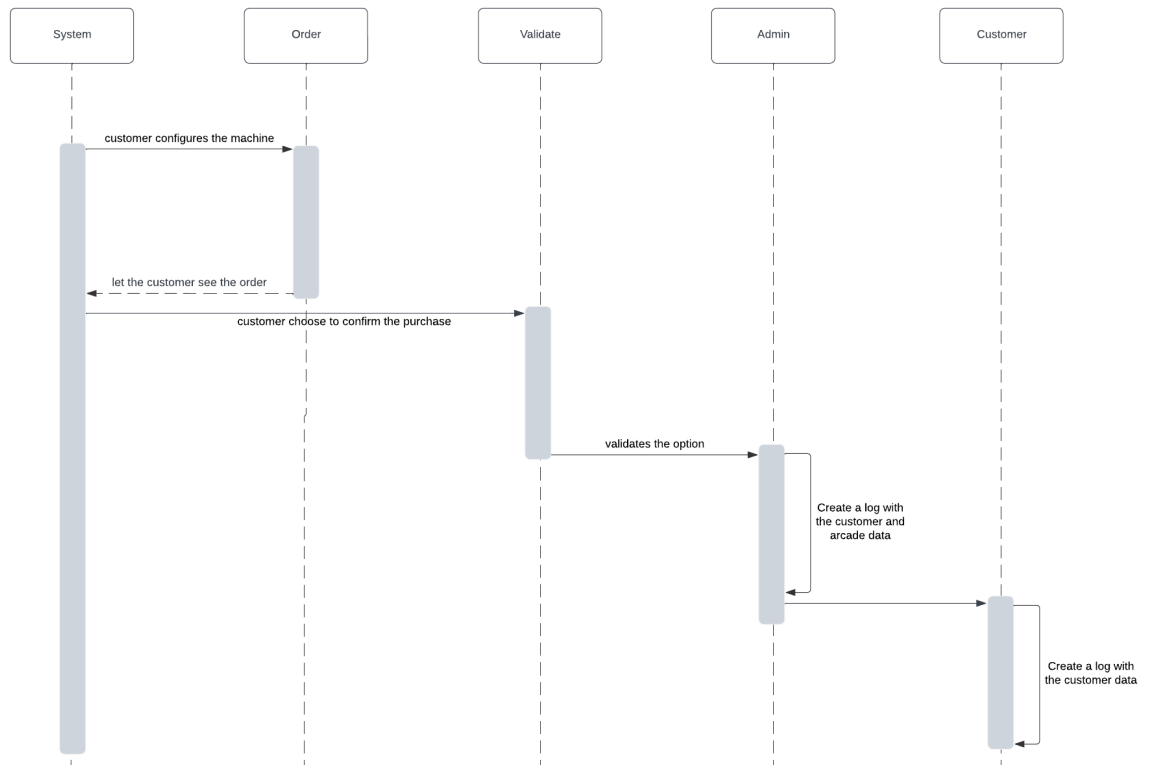 System
Order
Validate
Admin
Customer
customer configures the machine
let the customer see the order
customer choose to confirm the purchase
validates the option
Create a log with
the customer and
arcade data
Create a log with
the customer data